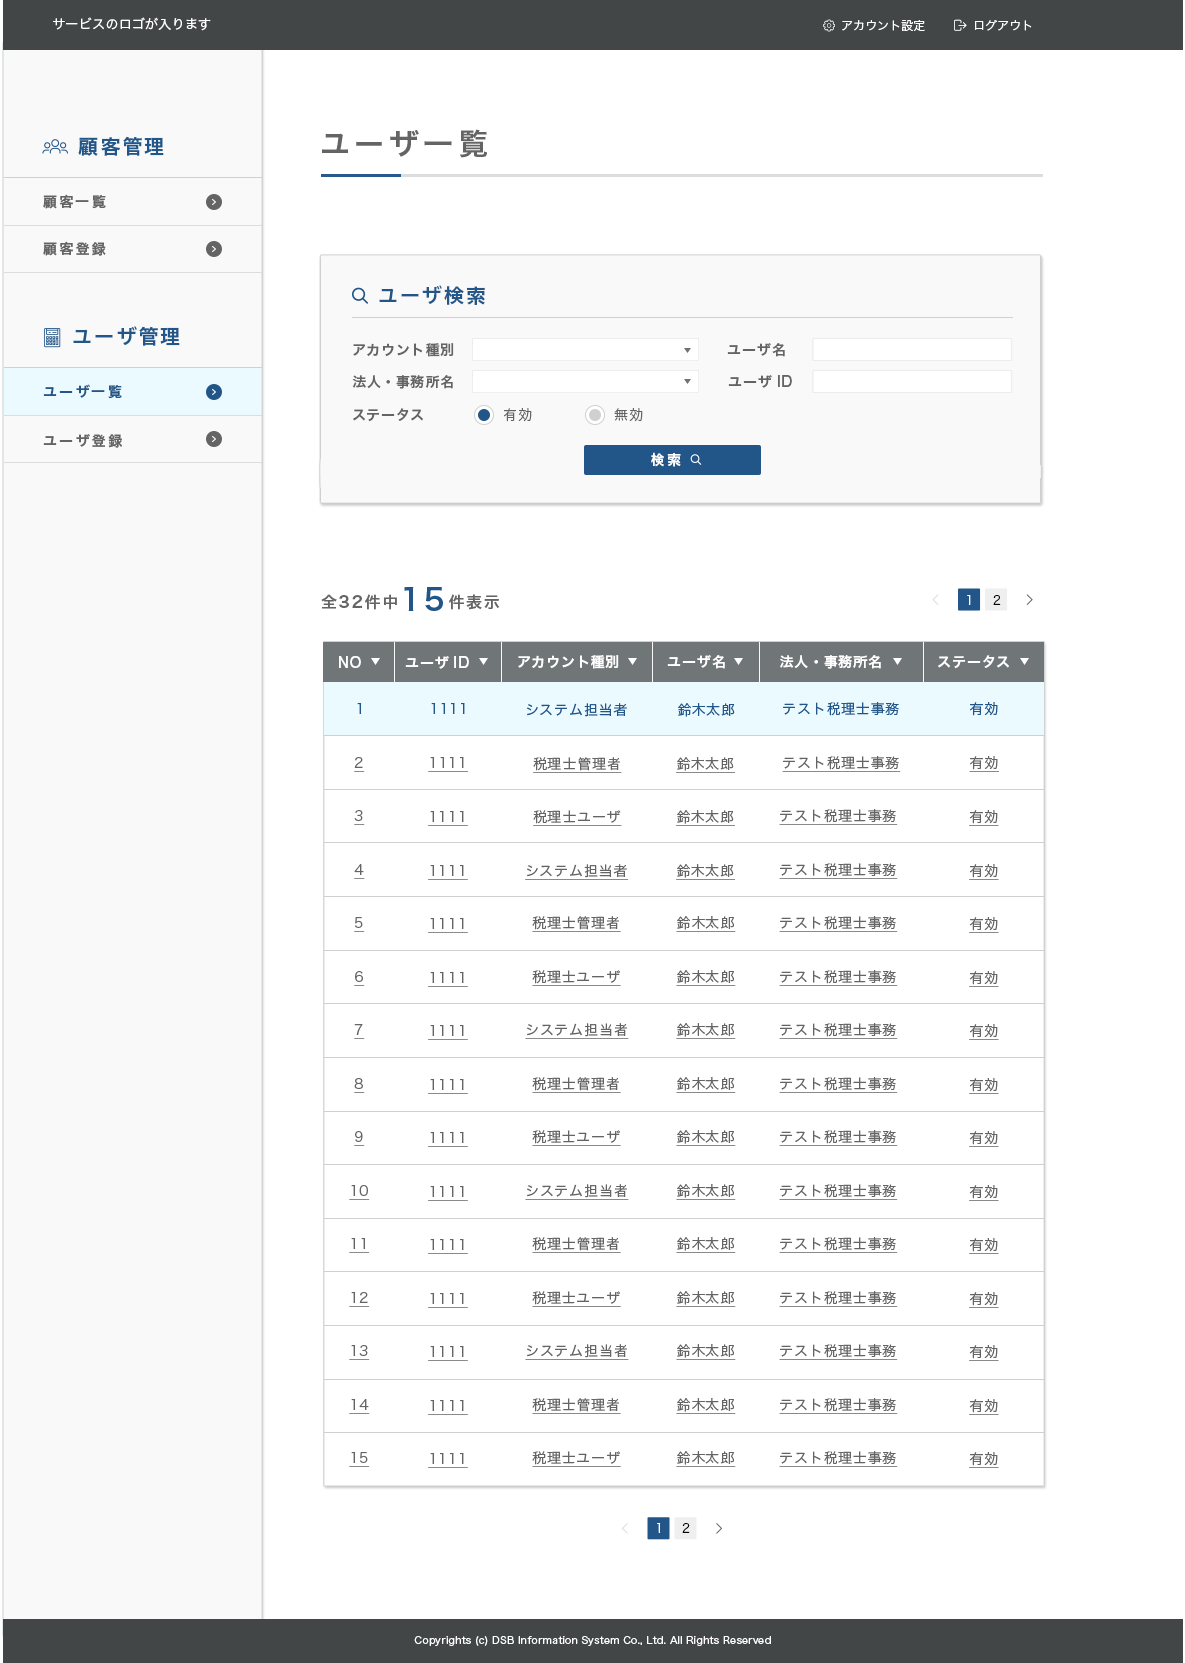 サービスのロゴが入ります
アカウント設定 ログアウト
顧客管理
顧客一覧
顧客登録
ユーザ管理
ユーザ一覧
ユーザ登録
ユーザ一覧
ユーザ検索
アカウント種別 ユーザ名
法人・事務所名 ユーザ ID
ステータス 有効 無効
検索
全32件中15件表示 1 2
NO ユーザ ID アカウント種別 ユーザ名 法人・事務所名 ステータス
1 1111 システム担当者 鈴木太郎 テスト税理士事務 有効
2 1111 税理士管理者 鈴木太郎 テスト税理士事務 有効
3 1111 税理士ユーザ 鈴木太郎 テスト税理士事務 有効
4 1111 システム担当者 鈴木太郎 テスト税理士事務 有効
5 1111 税理士管理者 鈴木太郎 テスト税理士事務 有効
6 1111 税理士ユーザ 鈴木太郎 テスト税理士事務 有効
7 1111 システム担当者 鈴木太郎 テスト税理士事務 有効
8 1111 税理士管理者 鈴木太郎 テスト税理士事務 有効
9 1111 税理士ユーザ 鈴木太郎 テスト税理士事務 有効
10 1111 システム担当者 鈴木太郎 テスト税理士事務 有効
11 1111 税理士管理者 鈴木太郎 テスト税理士事務 有効
12 1111 税理士ユーザ 鈴木太郎 テスト税理士事務 有効
13 1111 システム担当者 鈴木太郎 テスト税理士事務 有効
14 1111 税理士管理者 鈴木太郎 テスト税理士事務 有効
15 1111 税理士ユーザ 鈴木太郎 テスト税理士事務 有効
1 2
Copyrights (c) DSB Information System Co., Ltd. All Rights Reserved